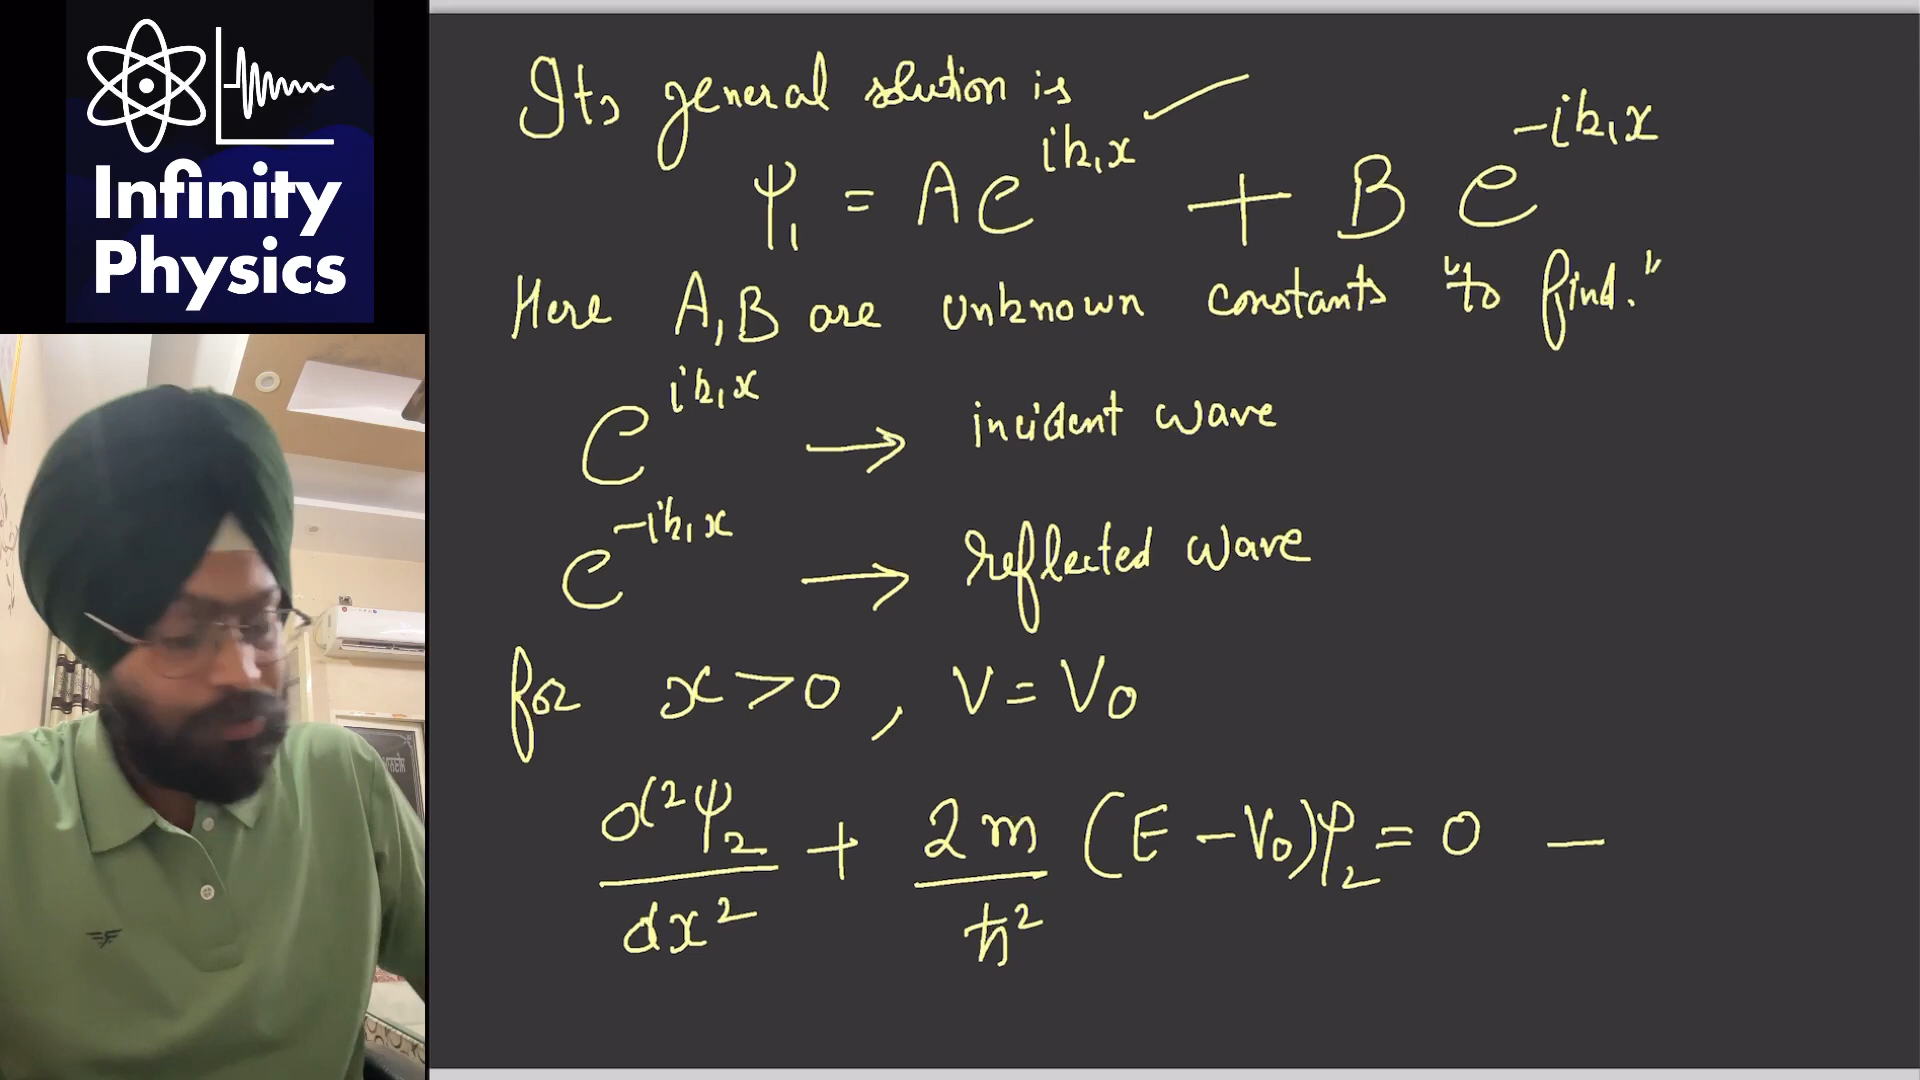 Infinity
Physics
Its general solution is
ψ₁ = A e^{ik₁x} + B e^{-ik₁x}
Here A, B are unknown constants "to find."
e^{ik₁x} → incident wave
e^{-ik₁x} → reflected wave
for x > 0, V = V₀
d²ψ₂/dx² + 2m/ħ² (E - V₀)ψ₂ = 0 —